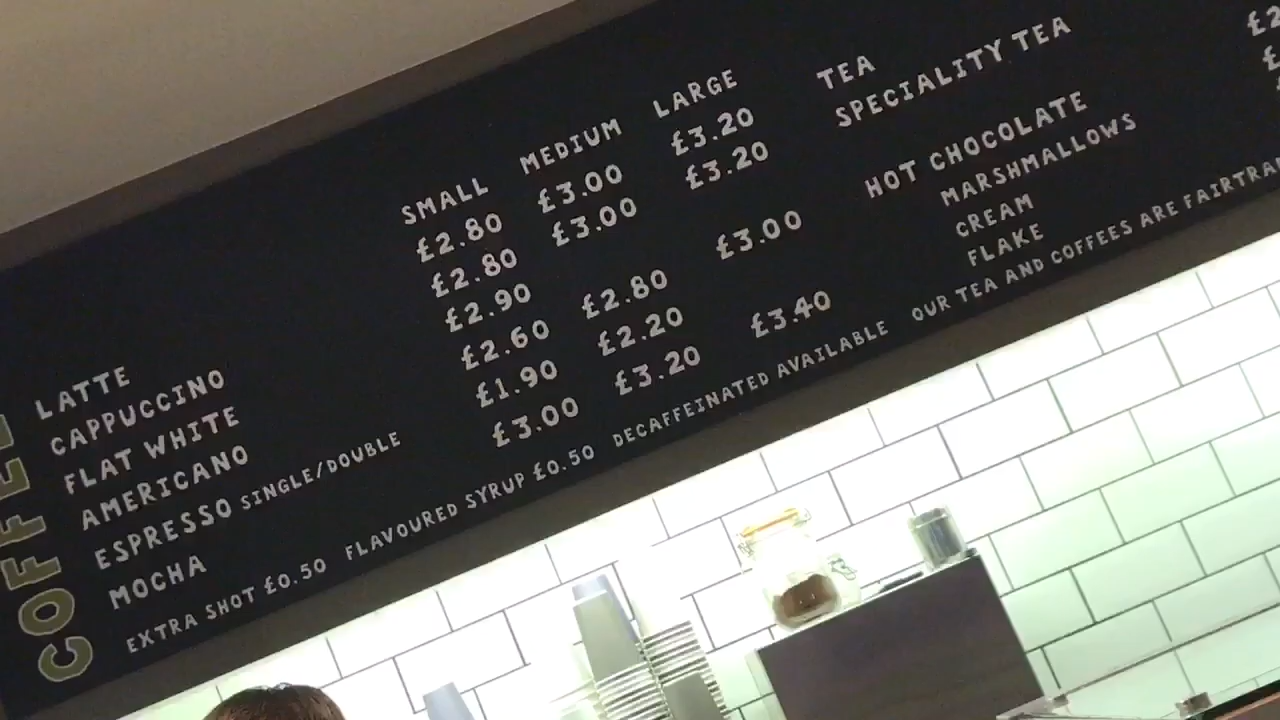 COFFEE
SMALL MEDIUM LARGE
LATTE £2.80 £3.00 £3.20
CAPPUCCINO £2.80 £3.00 £3.20
FLAT WHITE £2.90
AMERICANO £2.60 £2.80 £3.00
ESPRESSO SINGLE/DOUBLE £1.90 £2.20
MOCHA £3.00 £3.20 £3.40
EXTRA SHOT £0.50 FLAVOURED SYRUP £0.50 DECAFFEINATED AVAILABLE OUR TEA AND COFFEES ARE
TEA
SPECIALITY TEA
HOT CHOCOLATE
MARSHMALLOWS
CREAM
FLAKE